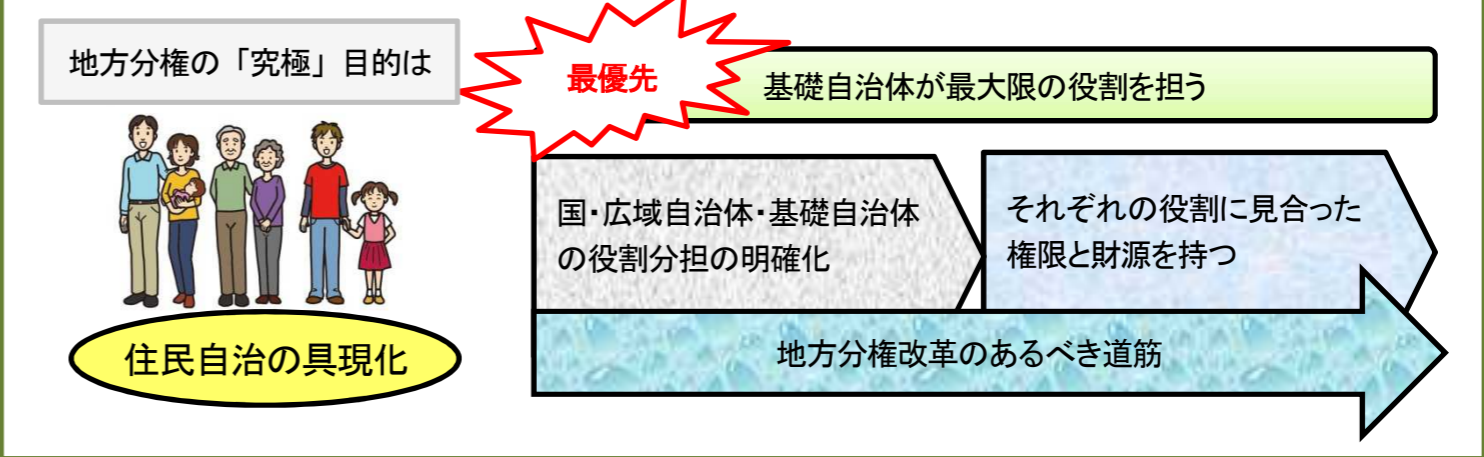 地方分権の「究極」目的は
最優先
基礎自治体が最大限の役割を担う
国・広域自治体・基礎自治体
の役割分担の明確化
それぞれの役割に見合った
権限と財源を持つ
住民自治の具現化
地方分権改革のあるべき道筋